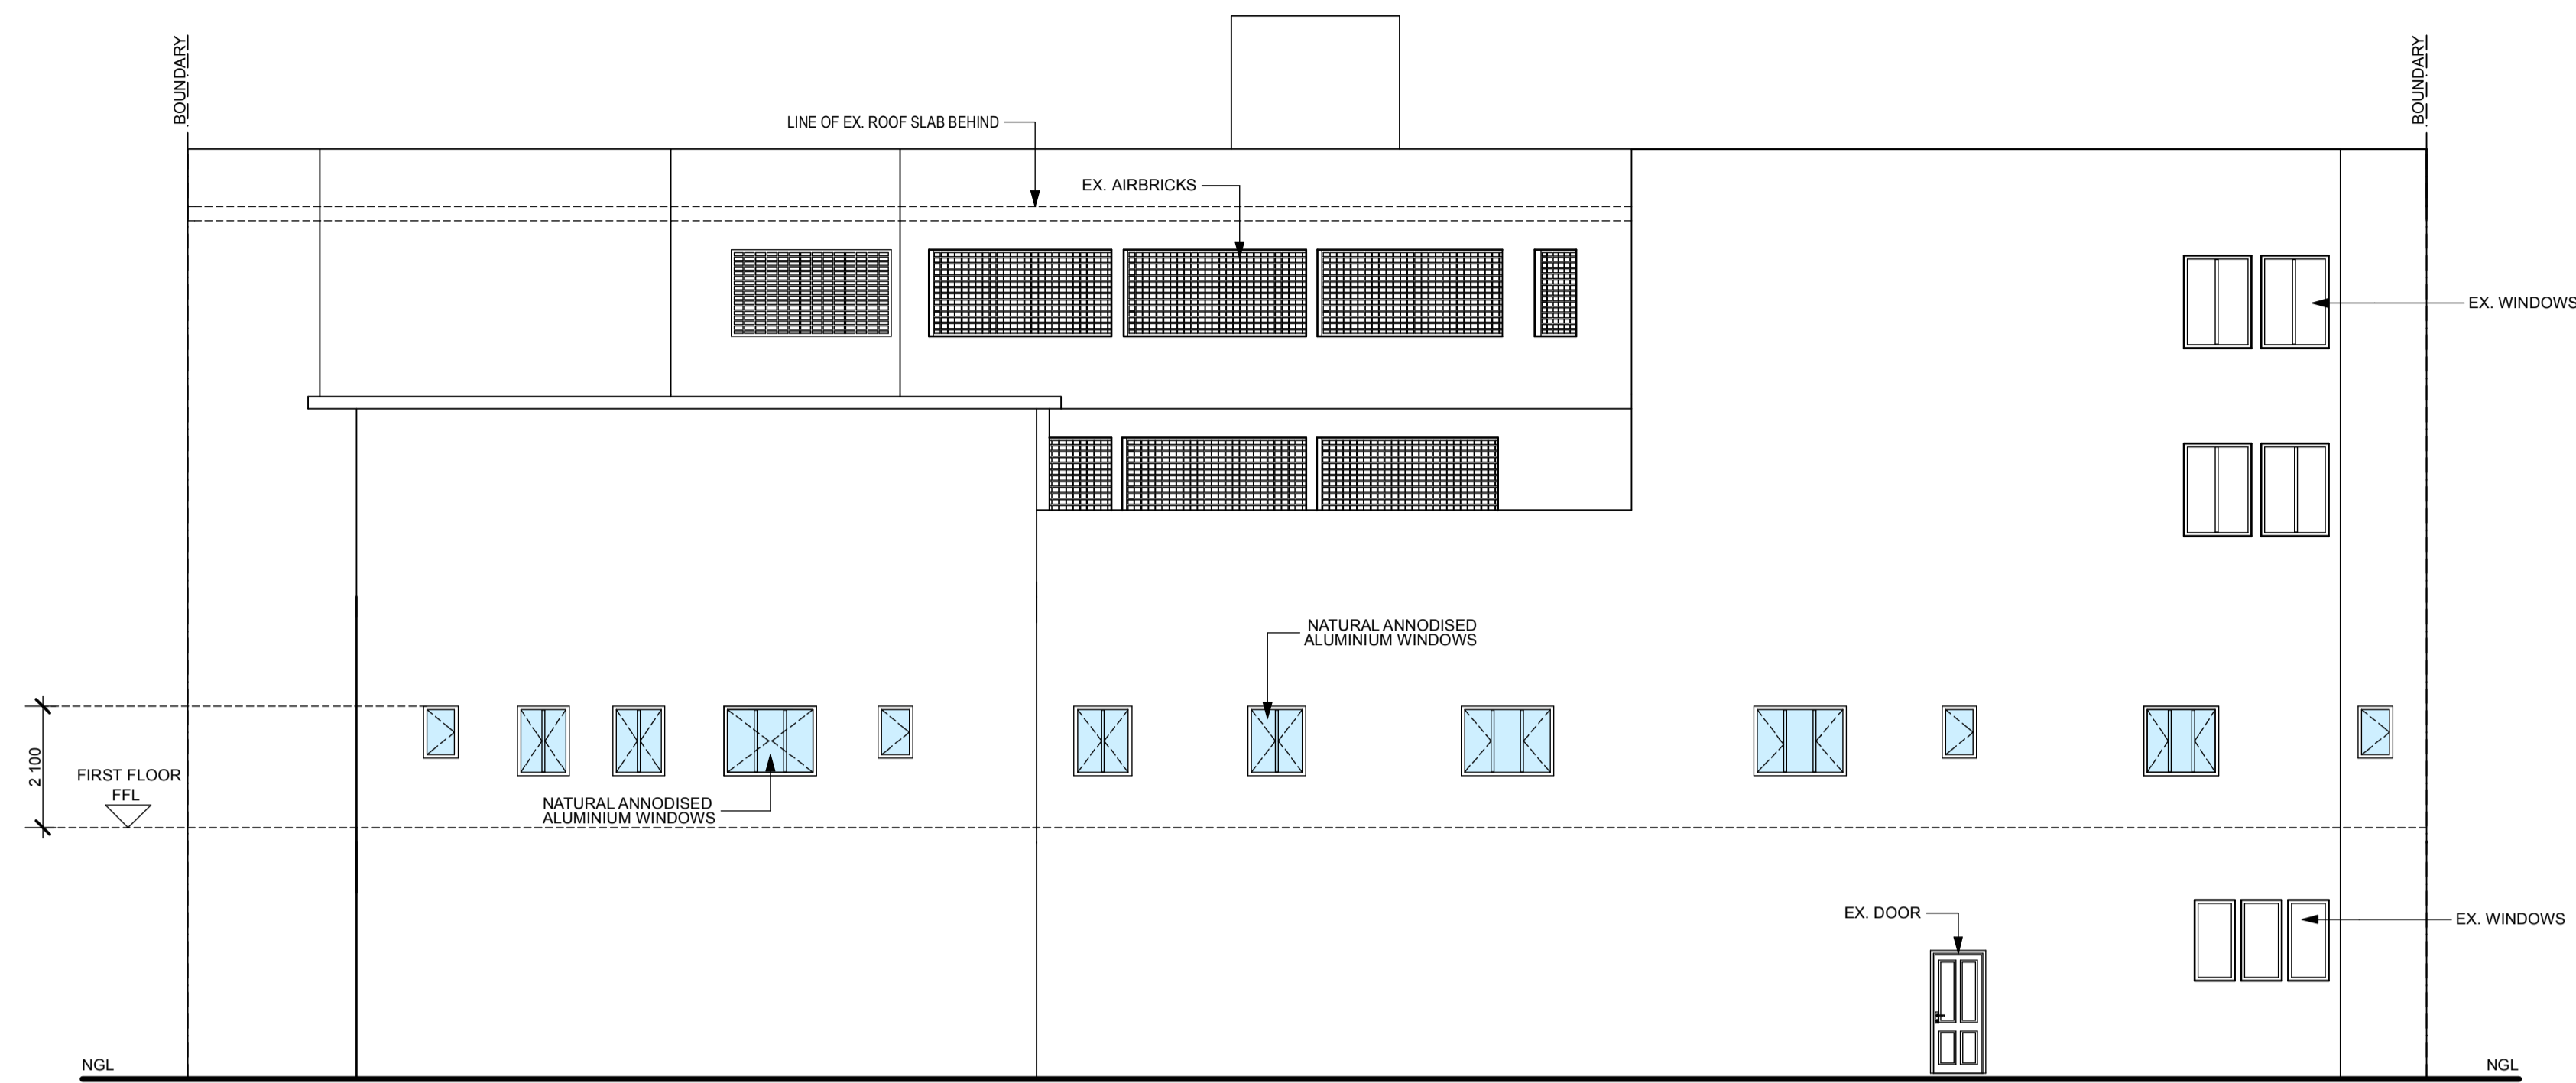 BOUNDARY
BOUNDARY
LINE OF EX. ROOF SLAB BEHIND
EX. AIRBRICKS
EX. WINDOWS
NATURAL ANNODISED
ALUMINIUM WINDOWS
2 100
FIRST FLOOR
FFL
NATURAL ANNODISED
ALUMINIUM WINDOWS
EX. DOOR
EX. WINDOWS
NGL
NGL